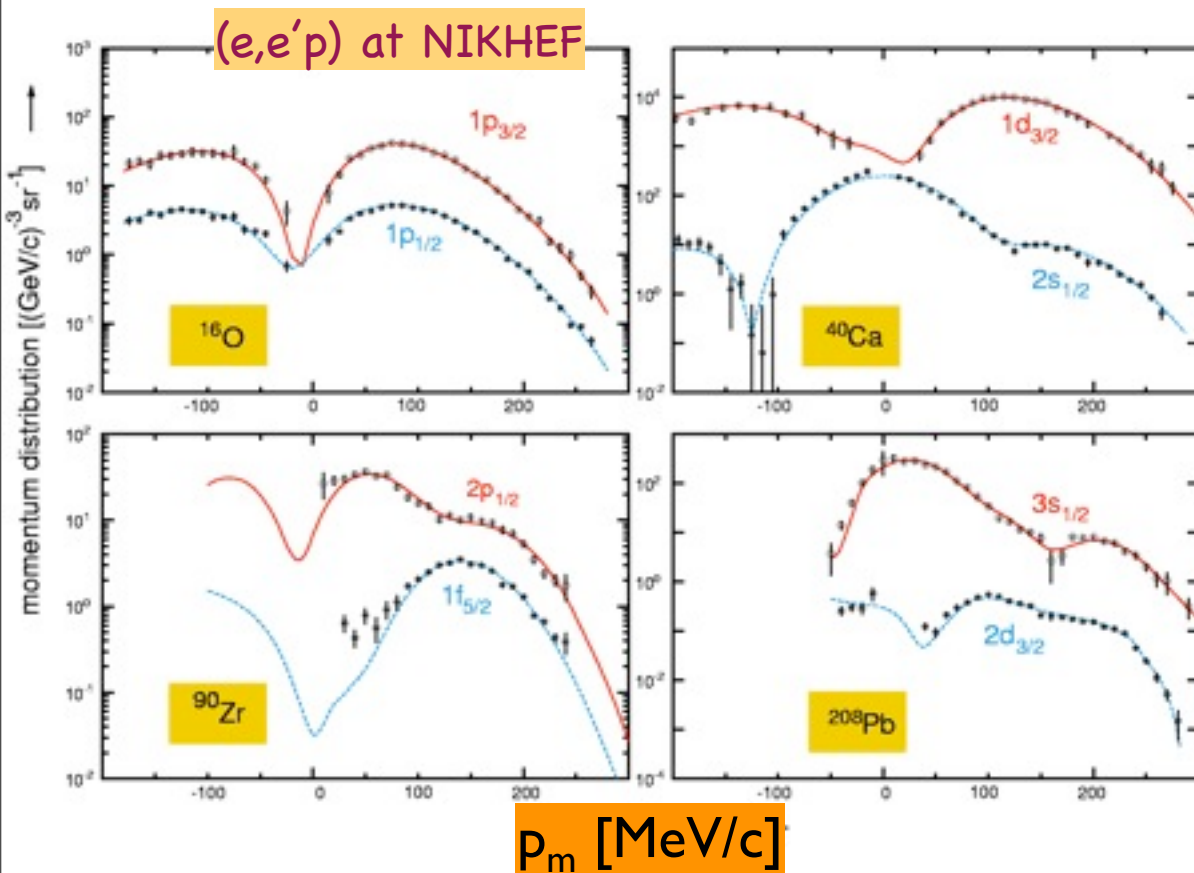 (e,e′p) at NIKHEF
momentum distribution [(GeV/c)⁻³ sr⁻¹]
10³
10²
10¹
10⁰
10⁻¹
10⁻²
1p₃/₂
1p₁/₂
¹⁶O
-100 0 100 200
10⁴
10²
10⁰
10⁻²
1d₃/₂
2s₁/₂
⁴⁰Ca
-100 0 100 200
10²
10¹
10⁰
10⁻¹
10⁻²
2p₁/₂
1f₅/₂
⁹⁰Zr
-100 0 200
10²
10⁰
10⁻²
10⁻⁴
3s₁/₂
2d₃/₂
²⁰⁸Pb
-100 0 100 200
pₘ [MeV/c]